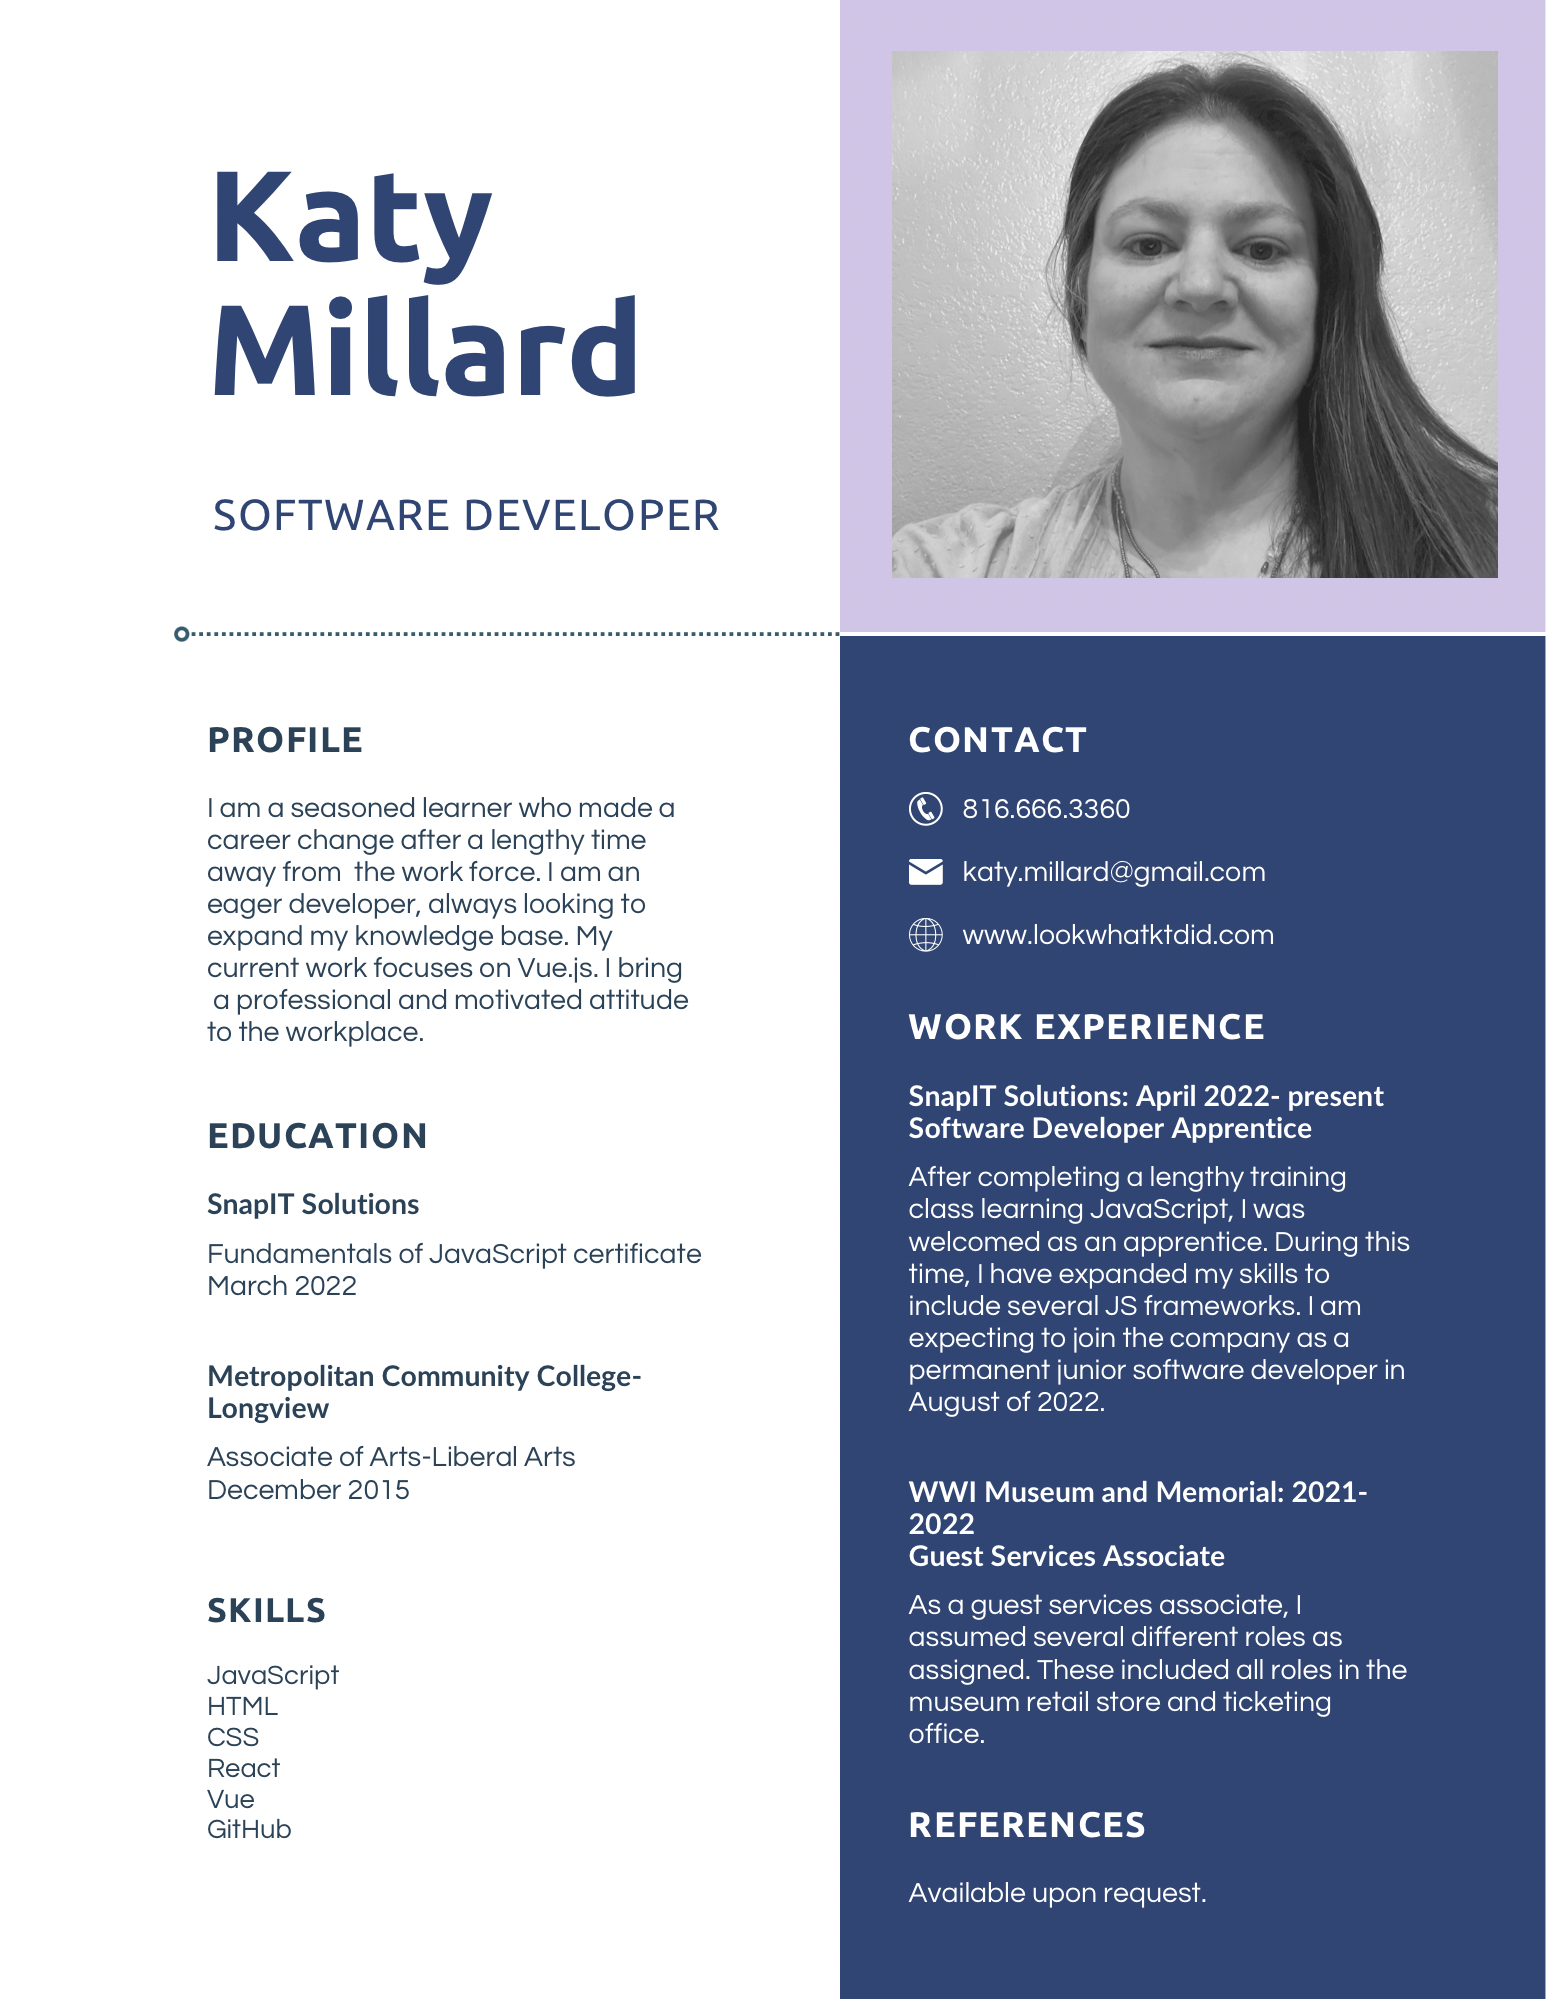 Katy
Millard
SOFTWARE DEVELOPER
PROFILE
I am a seasoned learner who made a
career change after a lengthy time
away from  the work force. I am an
eager developer, always looking to
expand my knowledge base. My
current work focuses on Vue.js. I bring
a professional and motivated attitude
to the workplace.
EDUCATION
SnapIT Solutions
Fundamentals of JavaScript certificate
March 2022
Metropolitan Community College-
Longview
Associate of Arts-Liberal Arts
December 2015
SKILLS
JavaScript
HTML
CSS
React
Vue
GitHub
CONTACT
816.666.3360
katy.millard@gmail.com
www.lookwhatktdid.com
WORK EXPERIENCE
SnapIT Solutions: April 2022- present
Software Developer Apprentice
After completing a lengthy training
class learning JavaScript, I was
welcomed as an apprentice. During this
time, I have expanded my skills to
include several JS frameworks. I am
expecting to join the company as a
permanent junior software developer in
August of 2022.
WWI Museum and Memorial: 2021-
2022
Guest Services Associate
As a guest services associate, I
assumed several different roles as
assigned. These included all roles in the
museum retail store and ticketing
office.
REFERENCES
Available upon request.